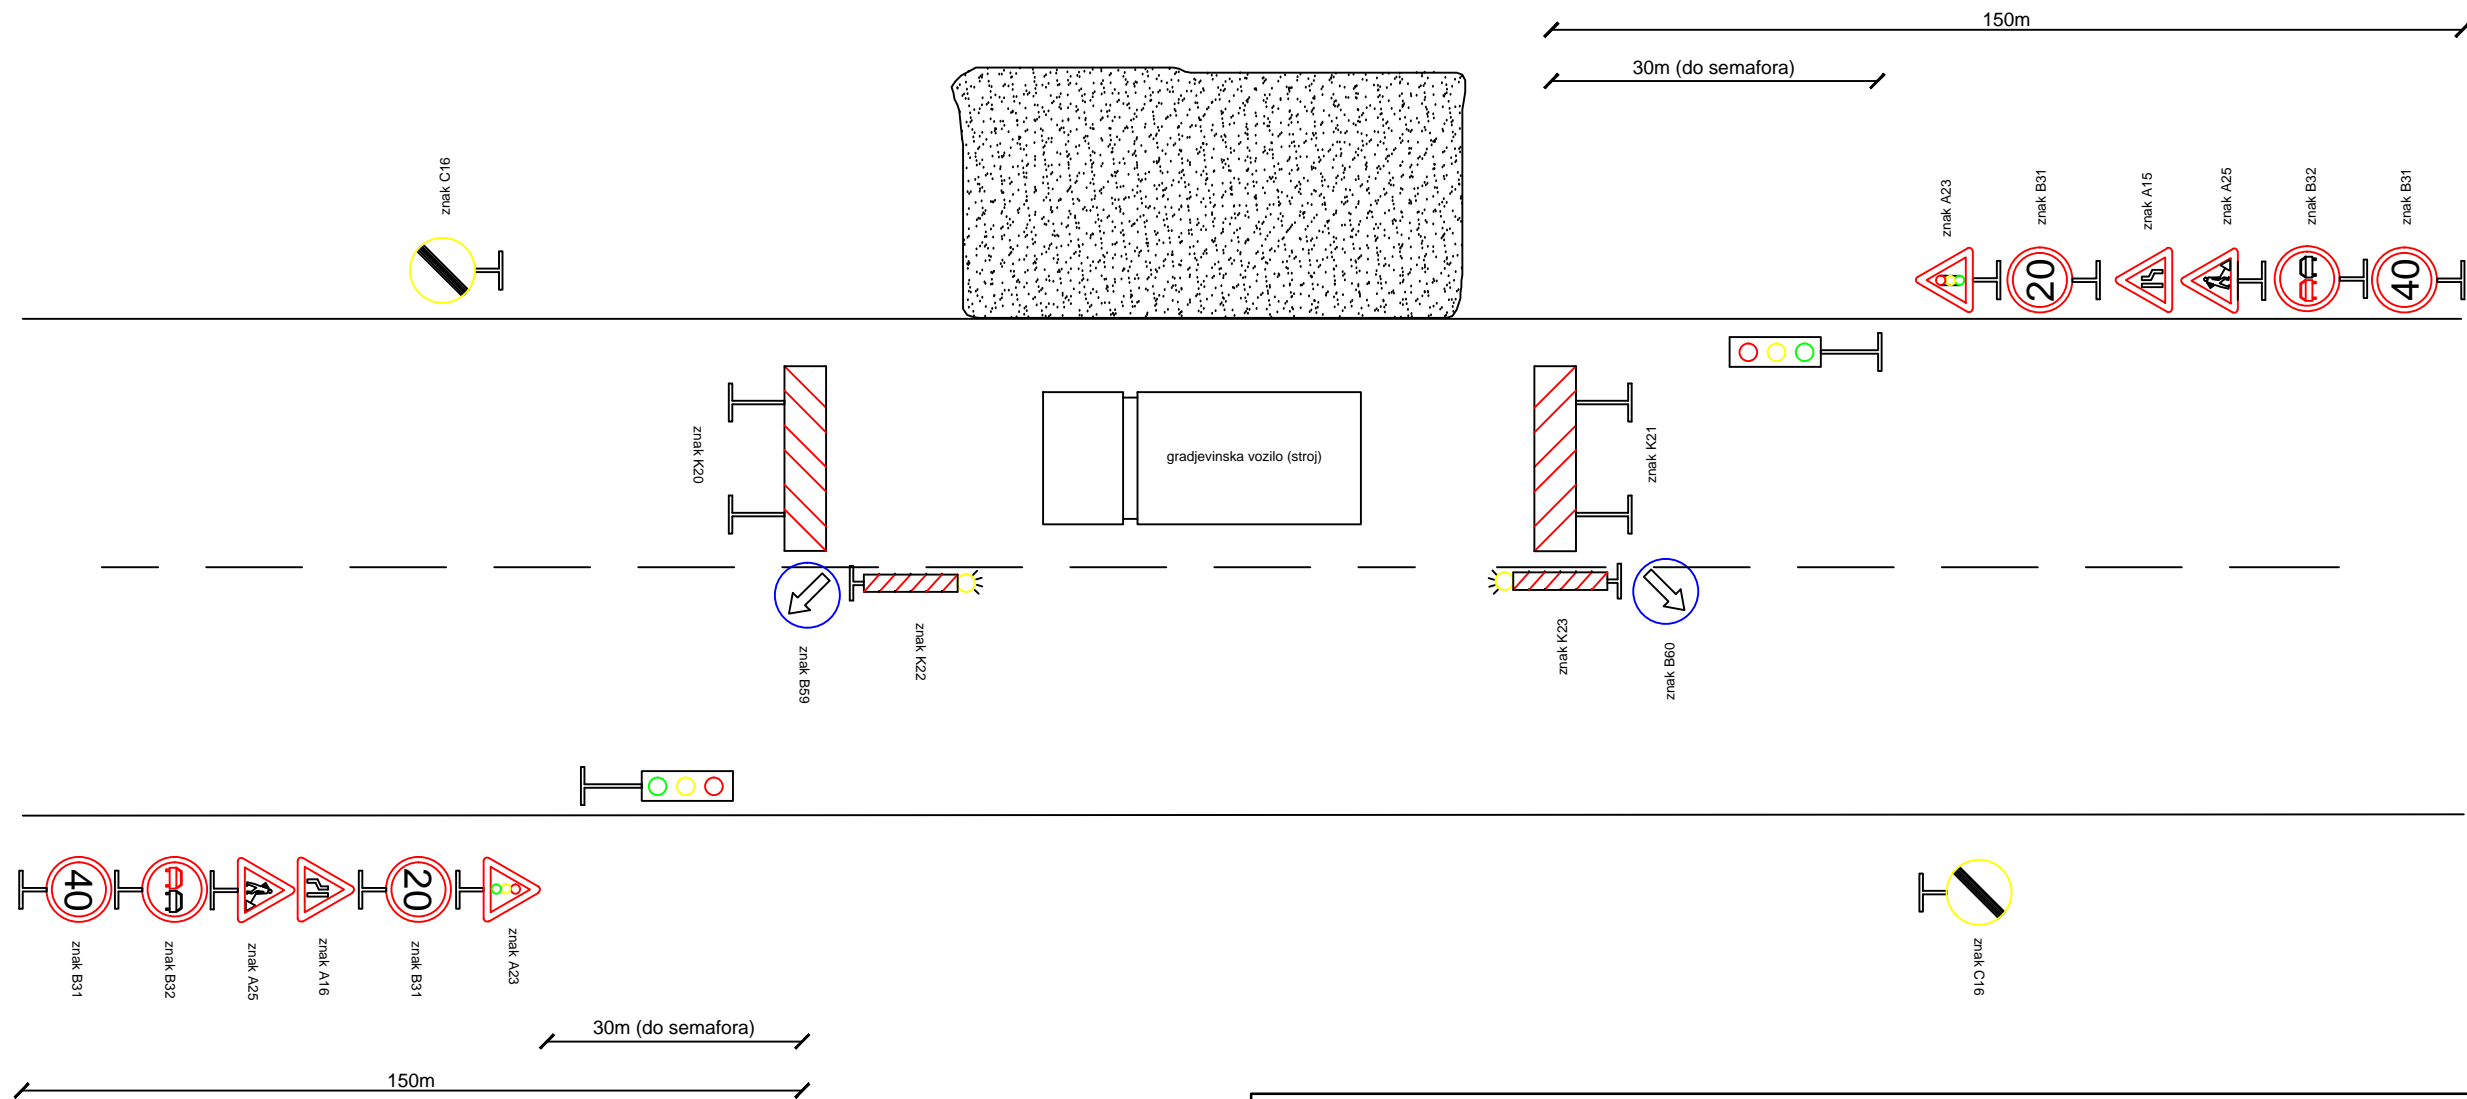 150m
30m (do semafora)
znak C16
znak A23
znak B31
znak A15
znak A25
znak B32
znak B31
20
40
znak K20
gradjevinska vozilo (stroj)
znak K21
znak B59
znak K22
znak K23
znak B60
40
20
znak B31
znak B32
znak A25
znak A16
znak B31
znak A23
znak C16
30m (do semafora)
150m